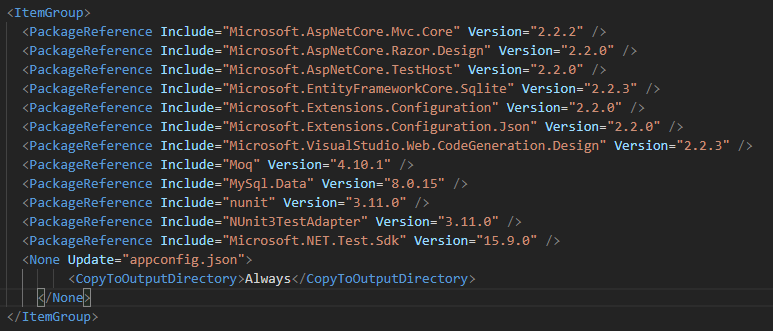 <ItemGroup>
<PackageReference Include="Microsoft.AspNetCore.Mvc.Core" Version="2.2.2" />
<PackageReference Include="Microsoft.AspNetCore.Razor.Design" Version="2.2.0" />
<PackageReference Include="Microsoft.AspNetCore.TestHost" Version="2.2.0" />
<PackageReference Include="Microsoft.EntityFrameworkCore.Sqlite" Version="2.2.3" />
<PackageReference Include="Microsoft.Extensions.Configuration" Version="2.2.0" />
<PackageReference Include="Microsoft.Extensions.Configuration.Json" Version="2.2.0" />
<PackageReference Include="Microsoft.VisualStudio.Web.CodeGeneration.Design" Version="2.2.3" />
<PackageReference Include="Moq" Version="4.10.1" />
<PackageReference Include="MySql.Data" Version="8.0.15" />
<PackageReference Include="nunit" Version="3.11.0" />
<PackageReference Include="NUnit3TestAdapter" Version="3.11.0" />
<PackageReference Include="Microsoft.NET.Test.Sdk" Version="15.9.0" />
<None Update="appconfig.json">
<CopyToOutputDirectory>Always</CopyToOutputDirectory>
</None>
</ItemGroup>